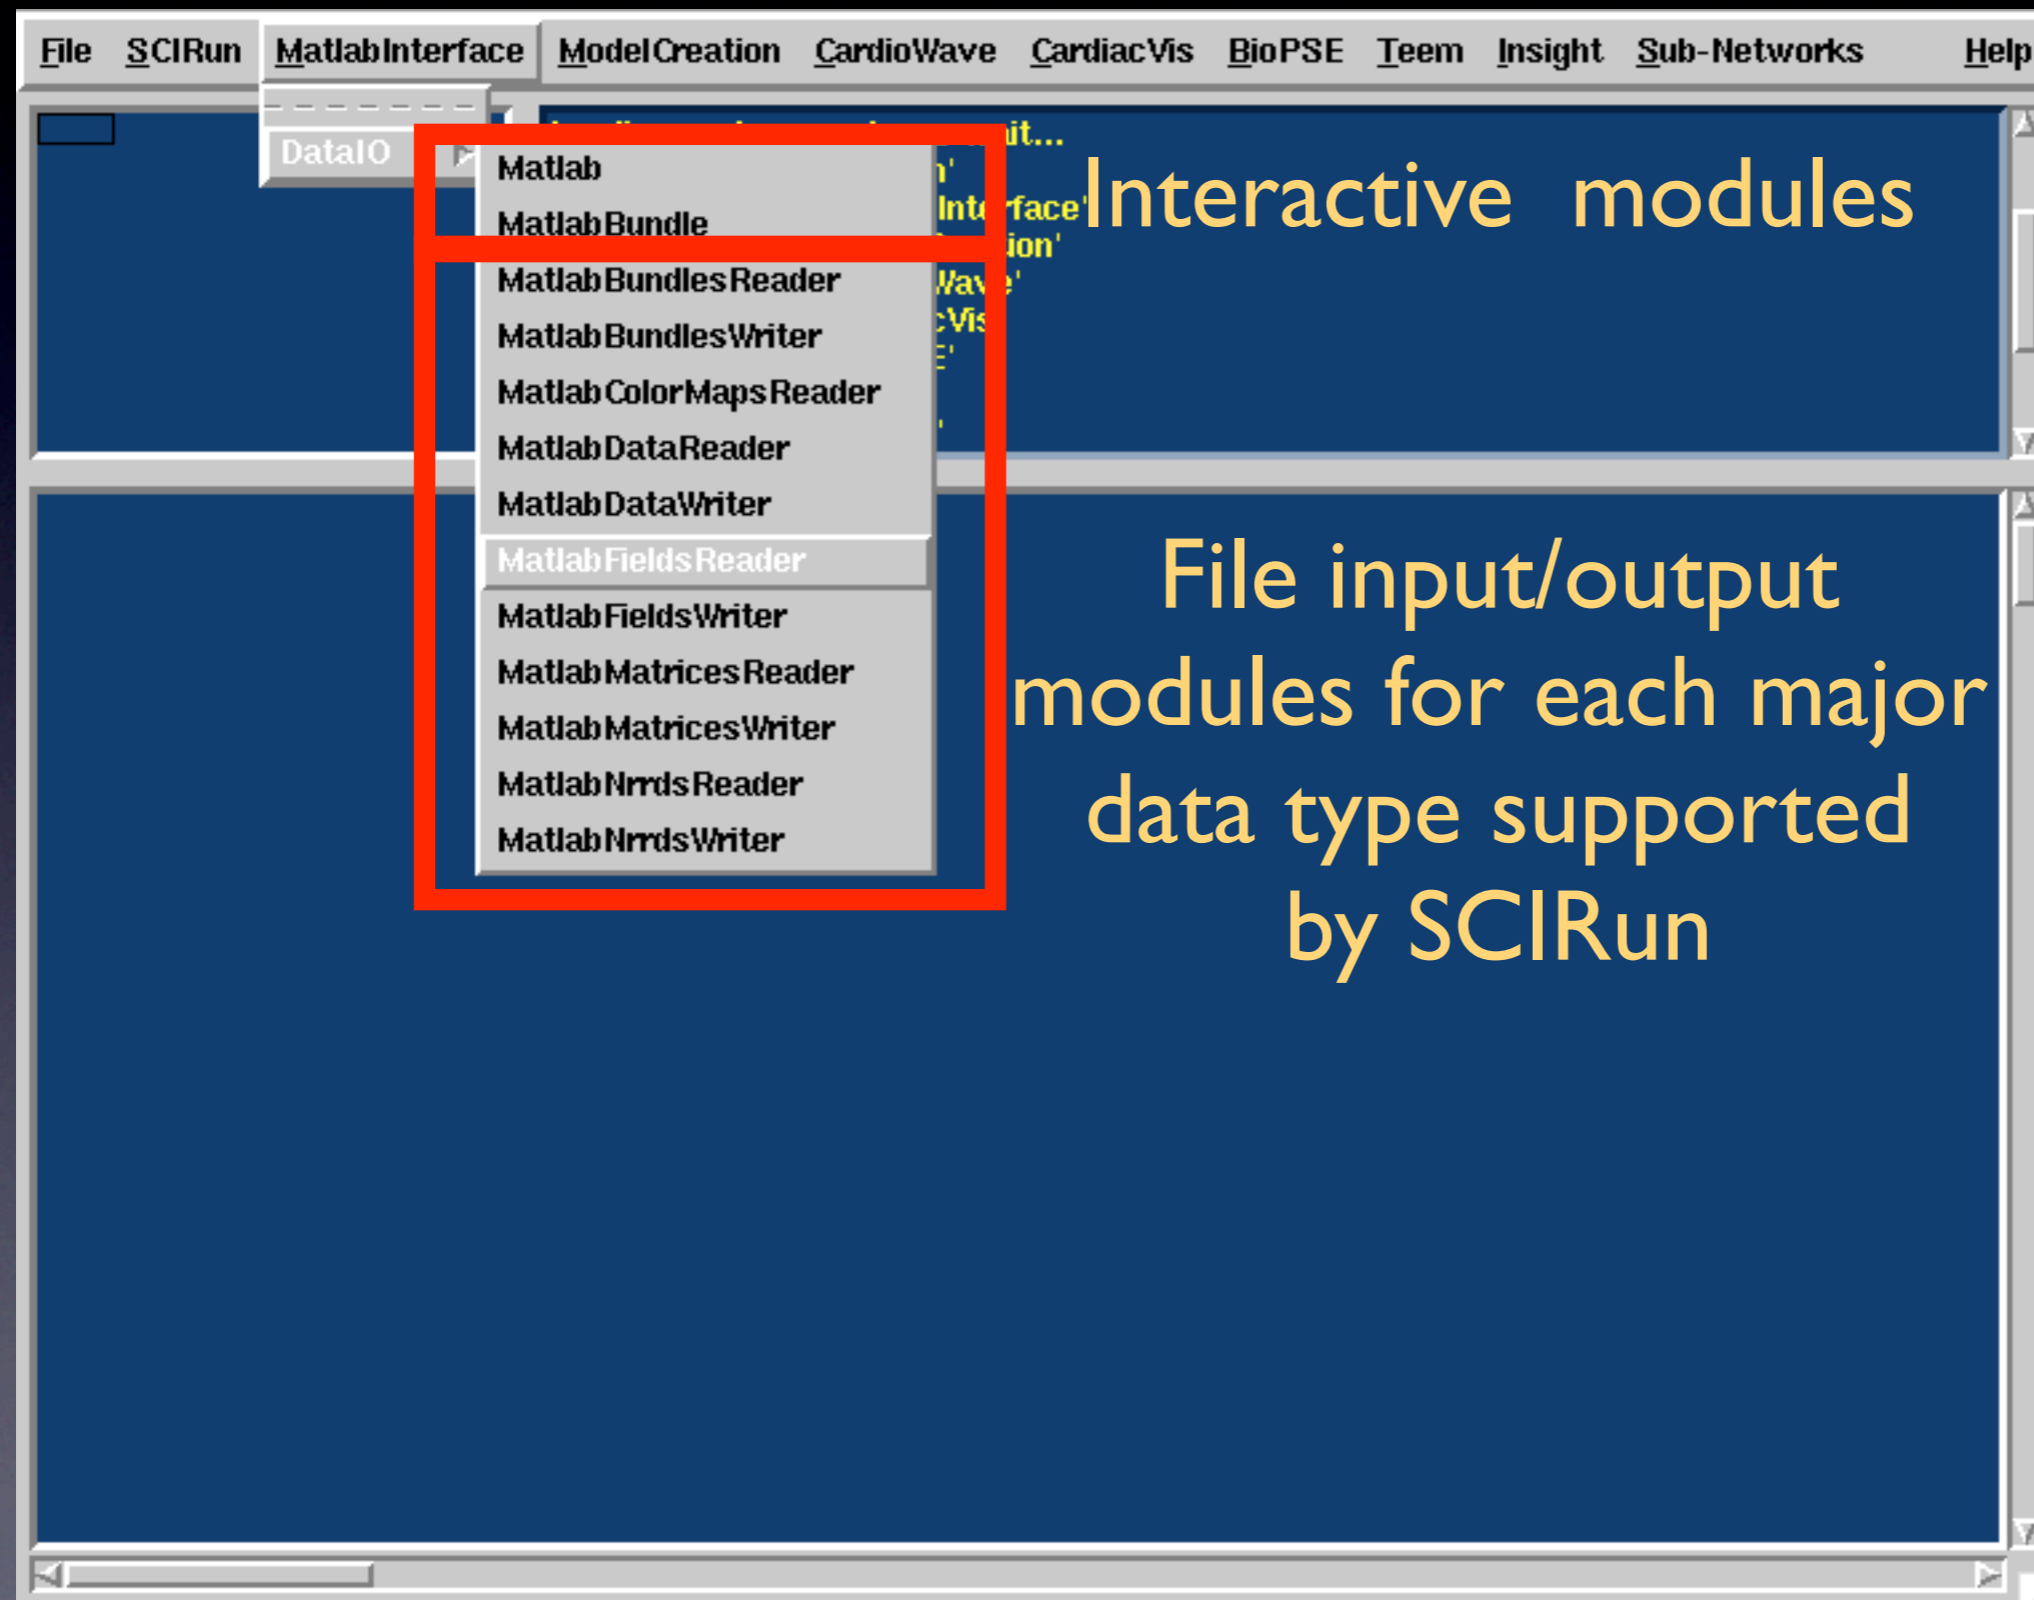 File SCIRun MatlabInterface ModelCreation CardioWave CardiacVis BioPSE Teem Insight Sub-Networks Help
DataIO
Matlab
MatlabBundle
MatlabBundlesReader
MatlabBundlesWriter
MatlabColorMapsReader
MatlabDataReader
MatlabDataWriter
MatlabFieldsReader
MatlabFieldsWriter
MatlabMatricesReader
MatlabMatricesWriter
MatlabNrrdsReader
MatlabNrrdsWriter
Interactive modules
File input/output
modules for each major
data type supported
by SCIRun